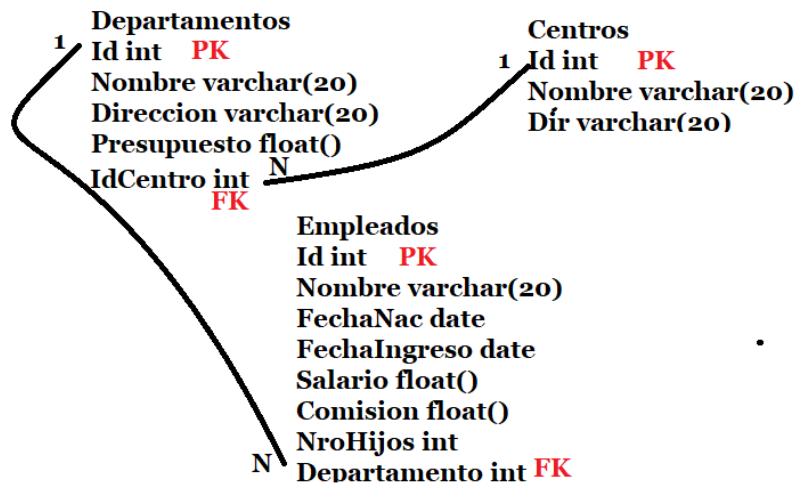 Departamentos
1
Id int PK
Nombre varchar(20)
Direccion varchar(20)
Presupuesto float()
N
IdCentro int
FK
Centros
1 Id int PK
Nombre varchar(20)
Dír varchar(20)
Empleados
Id int PK
Nombre varchar(20)
FechaNac date
FechaIngreso date
Salario float()
Comision float()
NroHijos int
N Departamento int FK